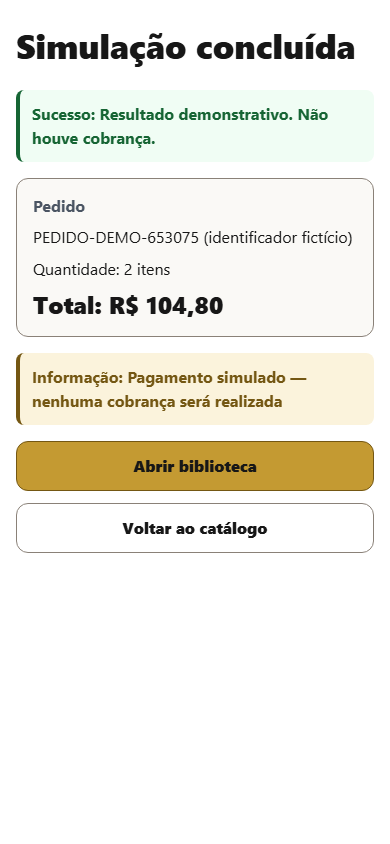 Simulação concluída
Sucesso: Resultado demonstrativo. Não
houve cobrança.
Pedido
PEDIDO-DEMO-653075 (identificador fictício)
Quantidade: 2 itens
Total: R$ 104,80
Informação: Pagamento simulado —
nenhuma cobrança será realizada
Abrir biblioteca
Voltar ao catálogo